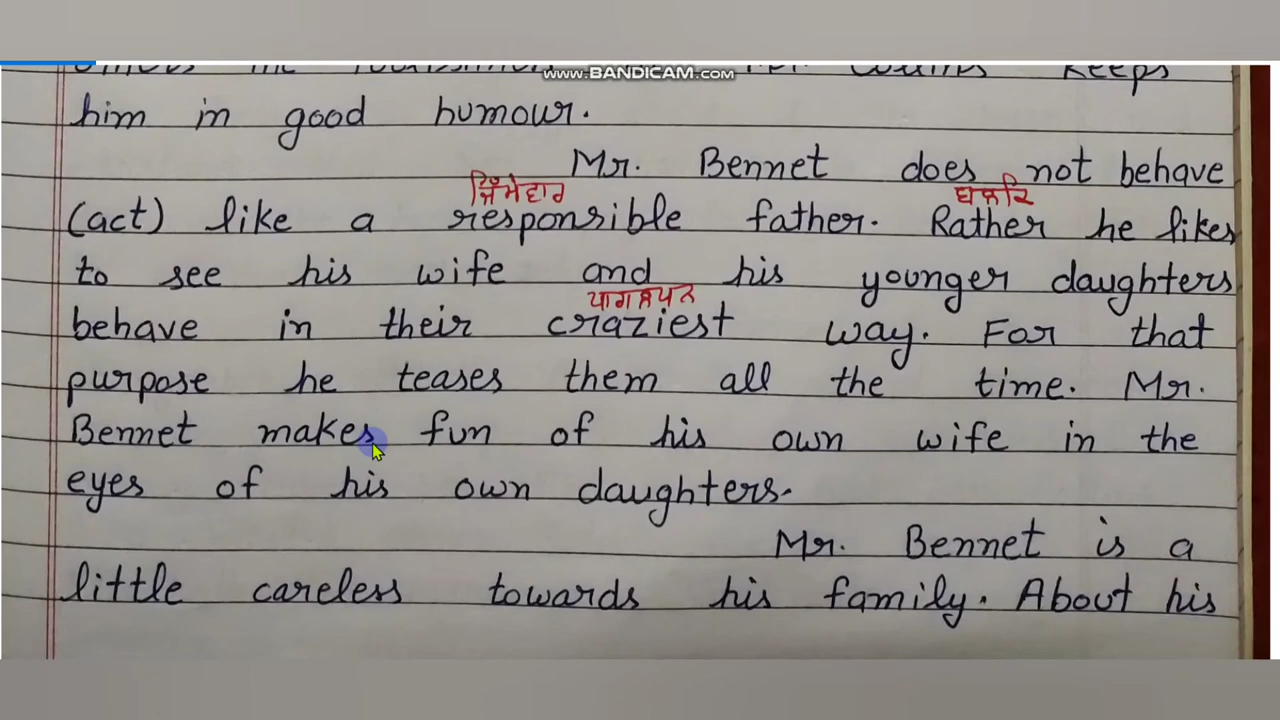 www.BANDICAM.com
keeps
him in good humour.
Mr. Bennet does not behave
ਜ਼ਿੰਮੇਵਾਰ
(act) like a responsible father. Rather he likes
to see his wife and his younger daughters
ਪਾਗਲਪਨ
behave in their craziest way. For that
purpose he teases them all the time. Mr.
Bennet makes fun of his own wife in the
eyes of his own daughters.
Mr. Bennet is a
little careless towards his family. About his